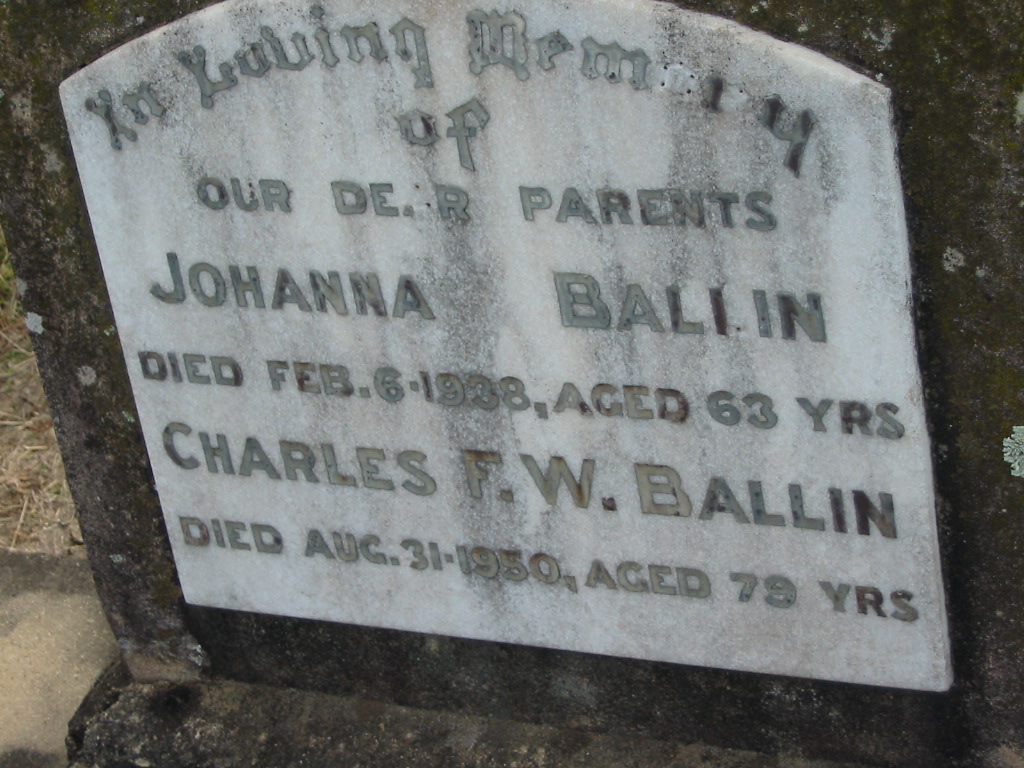 In Loving Memory
of
OUR DEAR PARENTS
JOHANNA BALLIN
DIED FEB. 6·1938, AGED 63 YRS
CHARLES F. W. BALLIN
DIED AUG. 31·1950, AGED 79 YRS